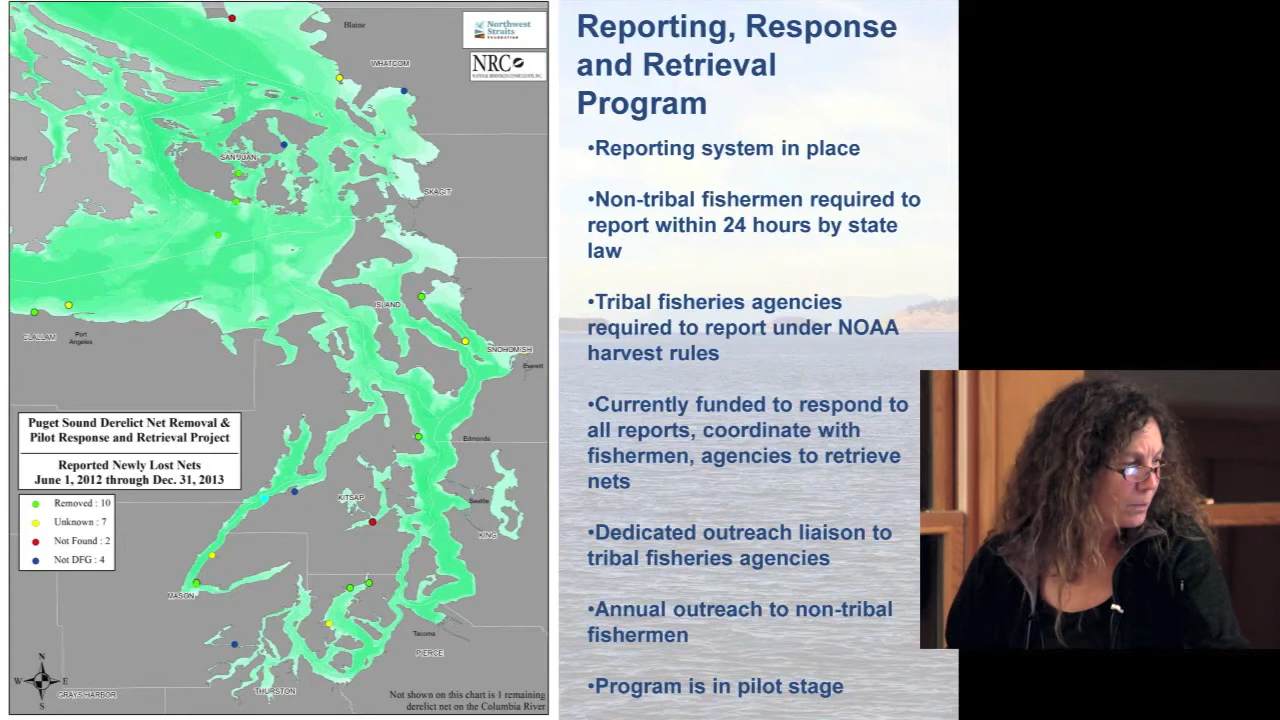 Blaine
Northwest
Straits
FOUNDATION
WHATCOM
NRC
SAN JUAN
Island
SKAGIT
ISLAND
CLALLAM
Port
Angeles
SNOHOMISH
Everett
Puget Sound Derelict Net Removal &
Pilot Response and Retrieval Project
Reported Newly Lost Nets
June 1, 2012 through Dec. 31, 2013
Edmonds
Removed : 10
Unknown : 7
Not Found : 2
Not DFG : 4
KITSAP
Seattle
KING
MASON
Tacoma
PIERCE
N
W E
S
GRAYS HARBOR
THURSTON
Not shown on this chart is 1 remaining
derelict net on the Columbia River
Reporting, Response
and Retrieval
Program
•Reporting system in place
•Non-tribal fishermen required to
report within 24 hours by state
law
•Tribal fisheries agencies
required to report under NOAA
harvest rules
•Currently funded to respond to
all reports, coordinate with
fishermen, agencies to retrieve
nets
•Dedicated outreach liaison to
tribal fisheries agencies
•Annual outreach to non-tribal
fishermen
•Program is in pilot stage